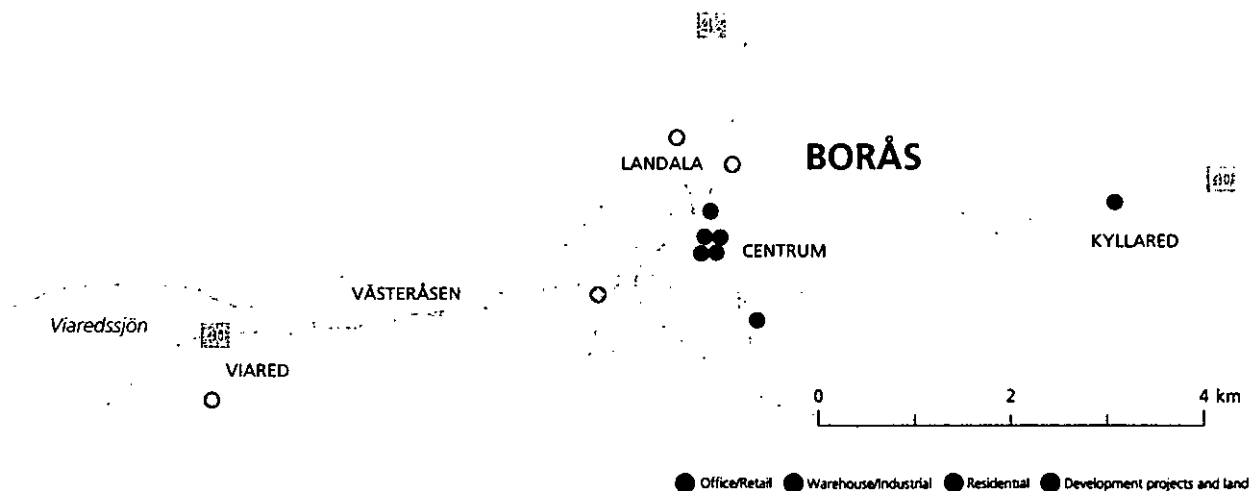 LANDALA
BORÅS
KYLLARED
CENTRUM
VÄSTERÅSEN
Viaredssjön
40
VIARED
0 2 4 km
Office/Retail Warehouse/Industrial Residential Development projects and land